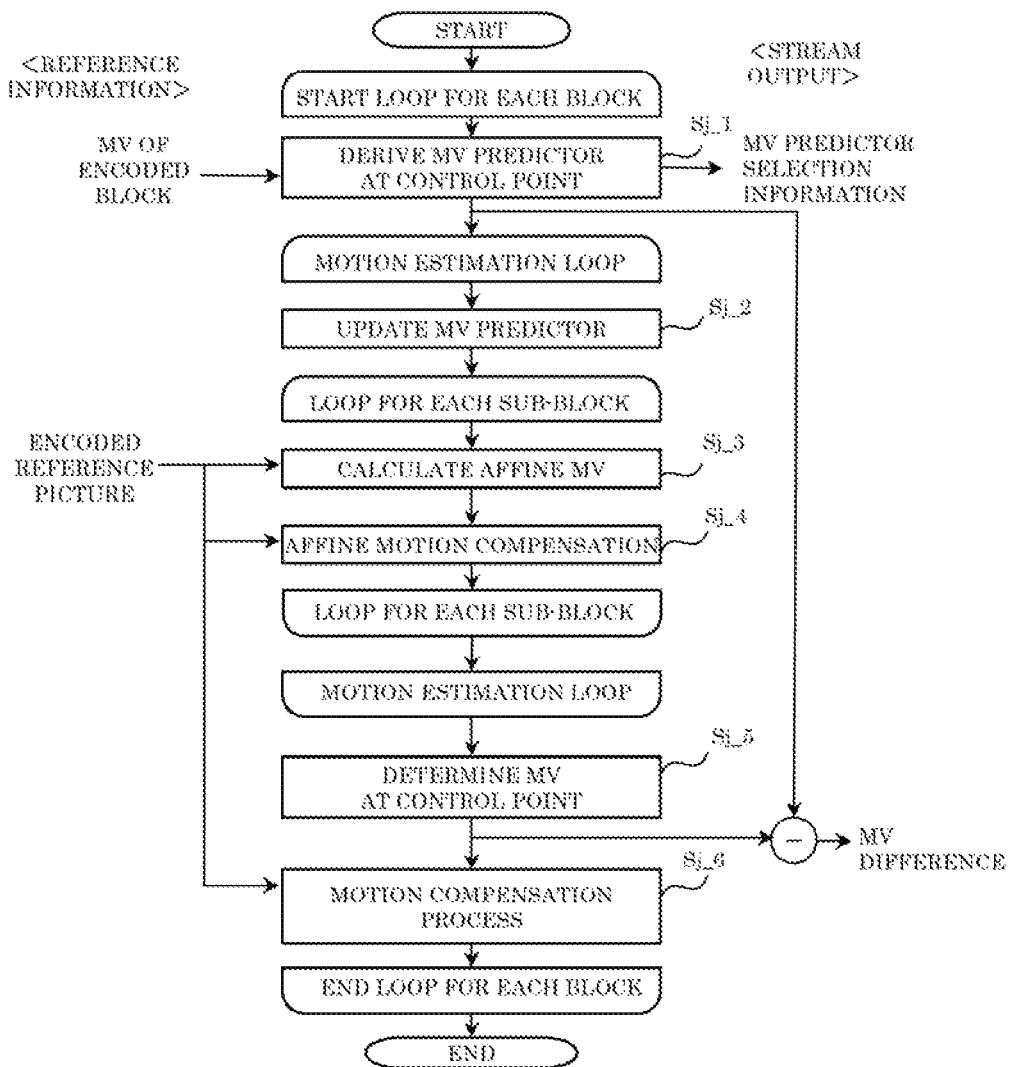 START
<REFERENCE
INFORMATION>
<STREAM
OUTPUT>
START LOOP FOR EACH BLOCK
Sj_1
MV OF
ENCODED
BLOCK
DERIVE MV PREDICTOR
AT CONTROL POINT
MV PREDICTOR
SELECTION
INFORMATION
MOTION ESTIMATION LOOP
Sj_2
UPDATE MV PREDICTOR
LOOP FOR EACH SUB-BLOCK
ENCODED
REFERENCE
PICTURE
Sj_3
CALCULATE AFFINE MV
Sj_4
AFFINE MOTION COMPENSATION
LOOP FOR EACH SUB-BLOCK
MOTION ESTIMATION LOOP
Sj_5
DETERMINE MV
AT CONTROL POINT
−
MV
DIFFERENCE
Sj_6
MOTION COMPENSATION
PROCESS
END LOOP FOR EACH BLOCK
END